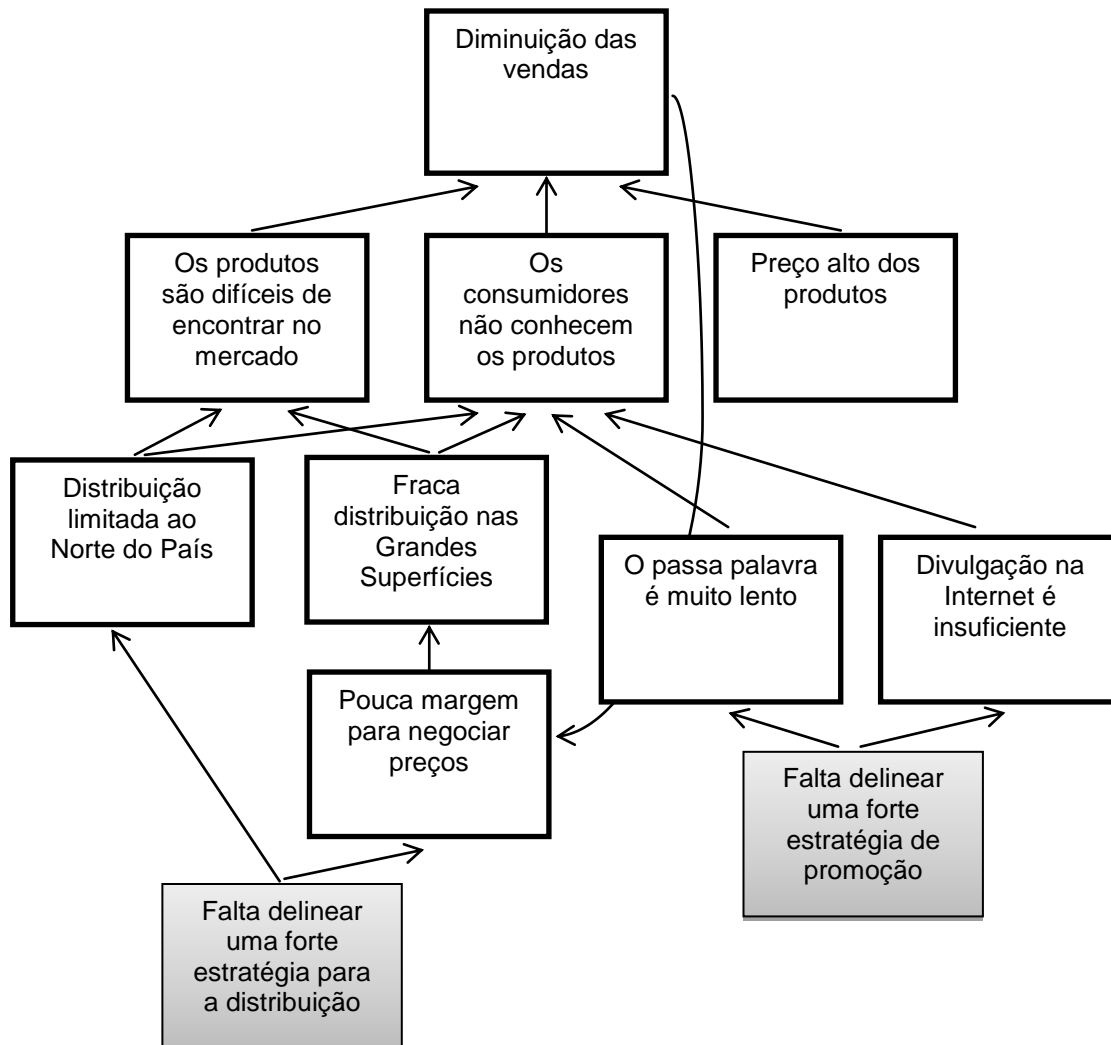 Diminuição das
vendas
Os produtos
são difíceis de
encontrar no
mercado
Os
consumidores
não conhecem
os produtos
Preço alto dos
produtos
Distribuição
limitada ao
Norte do País
Fraca
distribuição nas
Grandes
Superfícies
O passa palavra
é muito lento
Divulgação na
Internet é
insuficiente
Pouca margem
para negociar
preços
Falta delinear
uma forte
estratégia de
promoção
Falta delinear
uma forte
estratégia para
a distribuição